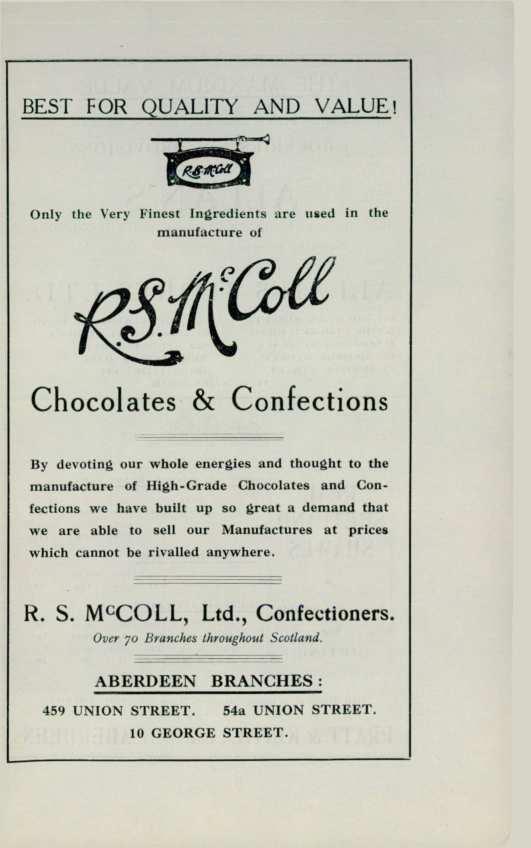 BEST FOR QUALITY AND VALUE!
R.S. McColl
Only the Very Finest Ingredients are used in the
manufacture of
R.S. McColl
Chocolates & Confections
By devoting our whole energies and thought to the
manufacture of High-Grade Chocolates and Con-
fections we have built up so great a demand that
we are able to sell our Manufactures at prices
which cannot be rivalled anywhere.
R. S. McCOLL, Ltd., Confectioners.
Over 70 Branches throughout Scotland.
ABERDEEN BRANCHES:
459 UNION STREET. 54a UNION STREET.
10 GEORGE STREET.